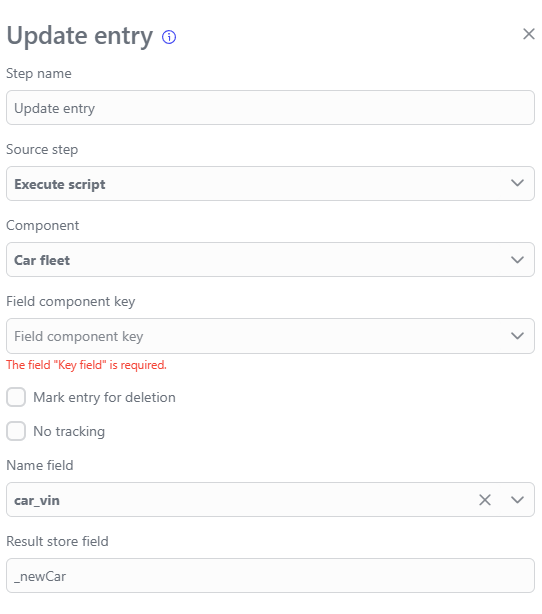 Update entry
Step name
Update entry
Source step
Execute script
Component
Car fleet
Field component key
Field component key
The field "Key field" is required.
Mark entry for deletion
No tracking
Name field
car_vin
Result store field
_newCar